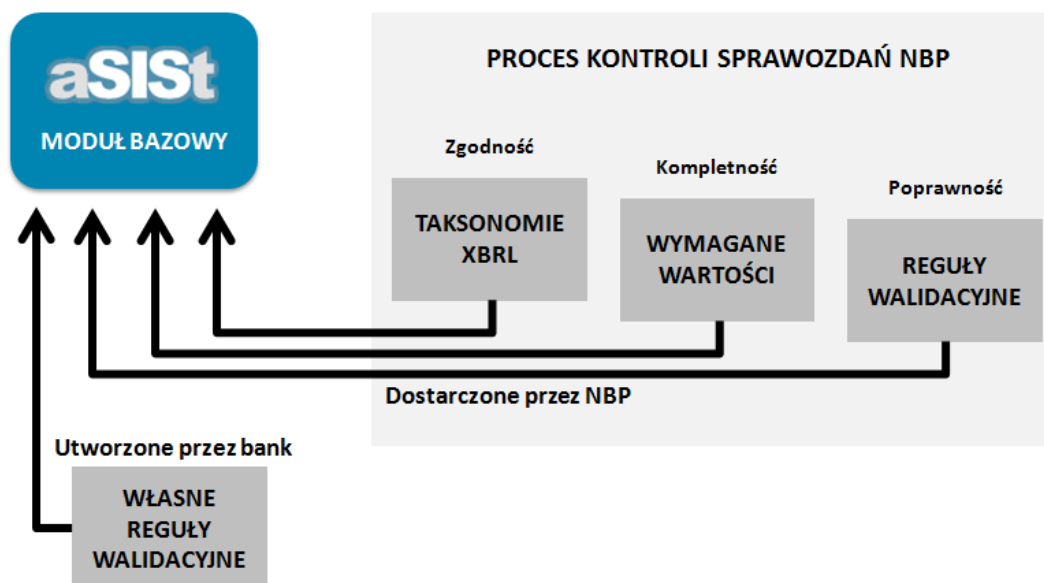 aSISt
MODUŁ BAZOWY
PROCES KONTROLI SPRAWOZDAŃ NBP
Zgodność
TAKSONOMIE
XBRL
Kompletność
WYMAGANE
WARTOŚCI
Poprawność
REGUŁY
WALIDACYJNE
Dostarczone przez NBP
Utworzone przez bank
WŁASNE
REGUŁY
WALIDACYJNE